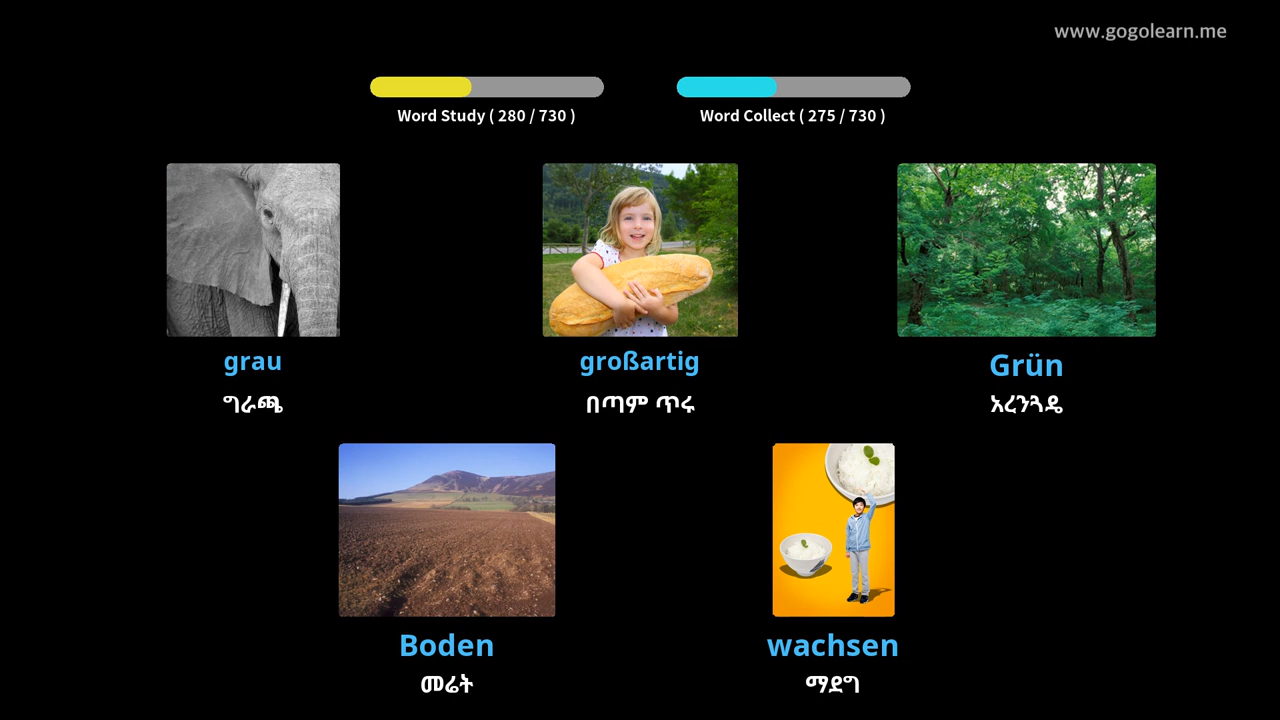 www.gogolearn.me
Word Study ( 280 / 730 )
Word Collect ( 275 / 730 )
grau
ግራጫ
großartig
በጣም ጥሩ
Grün
አረንጓዴ
Boden
መሬት
wachsen
ማደግ